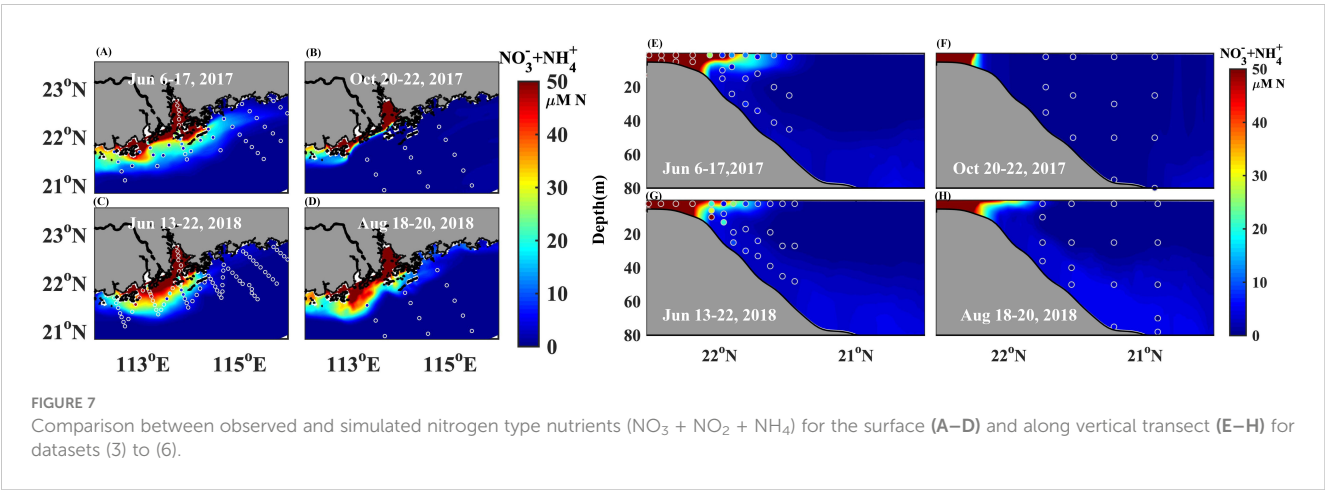 (A)
Jun 6-17, 2017
(B)
Oct 20-22, 2017
NO₃⁻+NH₄⁺
50
μM N
40
30
20
10
0
23°N
22°N
21°N
(C)
Jun 13-22, 2018
(D)
Aug 18-20, 2018
23°N
22°N
21°N
113°E
115°E
113°E
115°E
(E)
Jun 6-17,2017
(F)
Oct 20-22, 2017
NO₃⁻+NH₄⁺
50
μM N
40
30
20
10
0
20
40
60
80
Depth(m)
(G)
Jun 13-22, 2018
(H)
Aug 18-20, 2018
20
40
60
80
22°N
21°N
22°N
21°N
FIGURE 7
Comparison between observed and simulated nitrogen type nutrients (NO₃ + NO₂ + NH₄) for the surface (A–D) and along vertical transect (E–H) for
datasets (3) to (6).